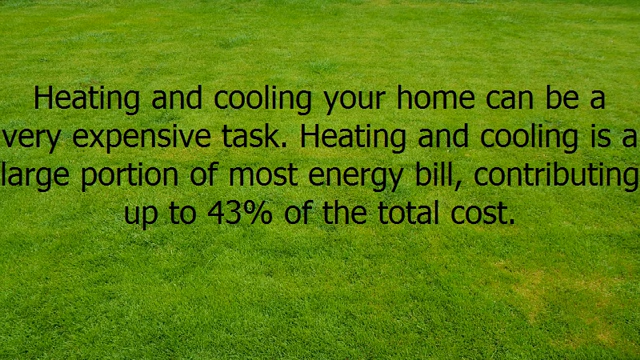 Heating and cooling your home can be a
very expensive task. Heating and cooling is a
large portion of most energy bill, contributing
up to 43% of the total cost.